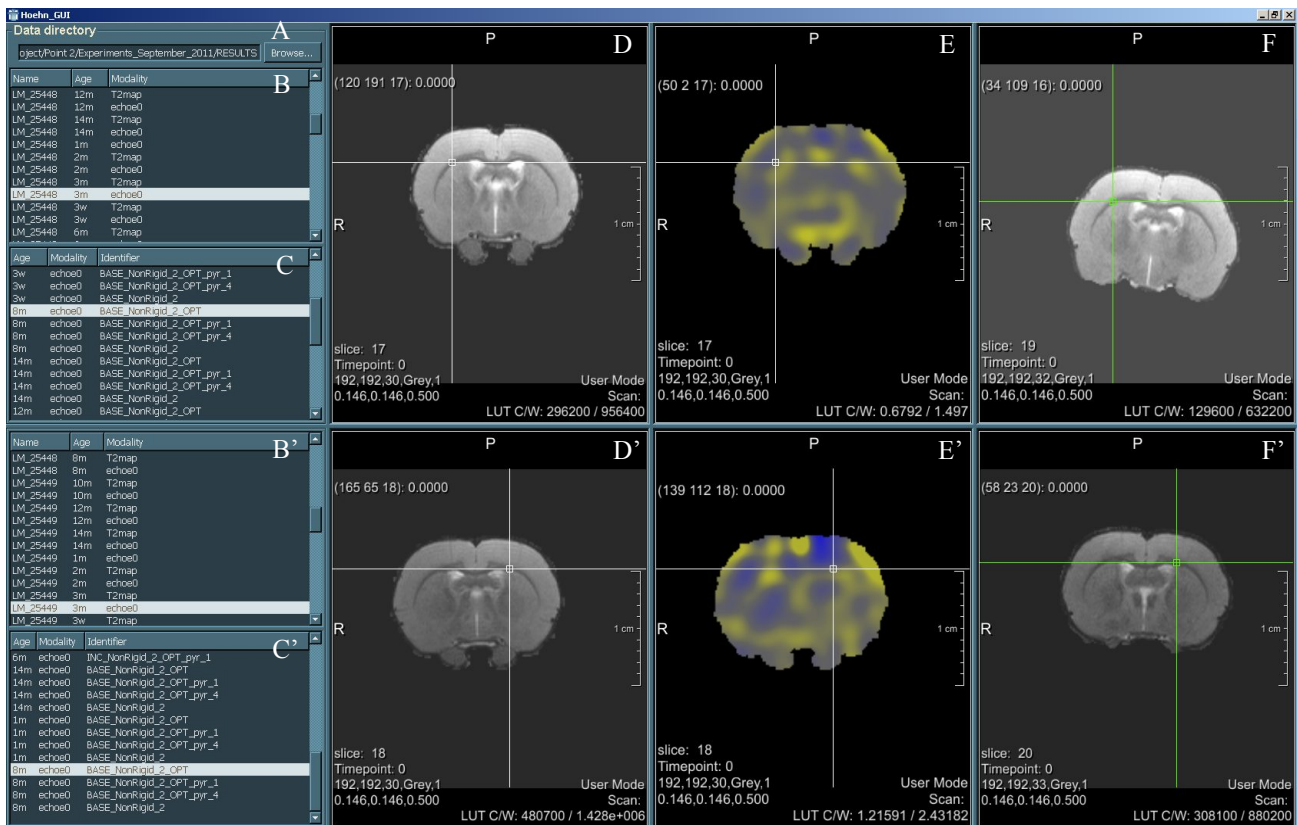 Hoehn_GUI
Data directory
A
oject/Point 2/Experiments_September_2011/RESULTS Browse...
Name Age Modality
B
LM_25448 12m T2map
LM_25448 12m echoe0
LM_25448 14m T2map
LM_25448 14m echoe0
LM_25448 1m echoe0
LM_25448 2m T2map
LM_25448 2m echoe0
LM_25448 3m T2map
LM_25448 3m echoe0
LM_25448 3w T2map
LM_25448 3w echoe0
LM_25448 6m T2map
Age Modality Identifier
C
3w echoe0 BASE_NonRigid_2_OPT_pyr_1
3w echoe0 BASE_NonRigid_2_OPT_pyr_4
3w echoe0 BASE_NonRigid_2
8m echoe0 BASE_NonRigid_2_OPT
8m echoe0 BASE_NonRigid_2_OPT_pyr_1
8m echoe0 BASE_NonRigid_2_OPT_pyr_4
8m echoe0 BASE_NonRigid_2
14m echoe0 BASE_NonRigid_2_OPT
14m echoe0 BASE_NonRigid_2_OPT_pyr_1
14m echoe0 BASE_NonRigid_2_OPT_pyr_4
14m echoe0 BASE_NonRigid_2
12m echoe0 BASE_NonRigid_2_OPT
P
D
(120 191 17): 0.0000
R
1 cm
slice: 17
Timepoint: 0
192,192,30,Grey,1 User Mode
0.146,0.146,0.500 Scan:
LUT C/W: 296200 / 956400
P
E
(50 2 17): 0.0000
R
1 cm
slice: 17
Timepoint: 0
192,192,30,Grey,1 User Mode
0.146,0.146,0.500 Scan:
LUT C/W: 0.6792 / 1.497
P
F
(34 109 16): 0.0000
R
1 cm
slice: 19
Timepoint: 0
192,192,32,Grey,1 User Mode
0.146,0.146,0.500 Scan:
LUT C/W: 129600 / 632200
Name Age Modality
B'
LM_25448 8m T2map
LM_25448 8m echoe0
LM_25449 10m T2map
LM_25449 10m echoe0
LM_25449 12m T2map
LM_25449 12m echoe0
LM_25449 14m T2map
LM_25449 14m echoe0
LM_25449 1m echoe0
LM_25449 2m T2map
LM_25449 2m echoe0
LM_25449 3m T2map
LM_25449 3m echoe0
LM_25449 3w T2map
Age Modality Identifier
C'
6m echoe0 INC_NonRigid_2_OPT_pyr_1
14m echoe0 BASE_NonRigid_2_OPT
14m echoe0 BASE_NonRigid_2_OPT_pyr_1
14m echoe0 BASE_NonRigid_2_OPT_pyr_4
14m echoe0 BASE_NonRigid_2
1m echoe0 BASE_NonRigid_2_OPT
1m echoe0 BASE_NonRigid_2_OPT_pyr_1
1m echoe0 BASE_NonRigid_2_OPT_pyr_4
1m echoe0 BASE_NonRigid_2
8m echoe0 BASE_NonRigid_2_OPT
8m echoe0 BASE_NonRigid_2_OPT_pyr_1
8m echoe0 BASE_NonRigid_2_OPT_pyr_4
8m echoe0 BASE_NonRigid_2
P
D'
(165 65 18): 0.0000
R
1 cm
slice: 18
Timepoint: 0
192,192,30,Grey,1 User Mode
0.146,0.146,0.500 Scan:
LUT C/W: 480700 / 1.428e+006
P
E'
(139 112 18): 0.0000
R
1 cm
slice: 18
Timepoint: 0
192,192,30,Grey,1 User Mode
0.146,0.146,0.500 Scan:
LUT C/W: 1.21591 / 2.43182
P
F'
(58 23 20): 0.0000
R
1 cm
slice: 20
Timepoint: 0
192,192,33,Grey,1 User Mode
0.146,0.146,0.500 Scan:
LUT C/W: 308100 / 880200